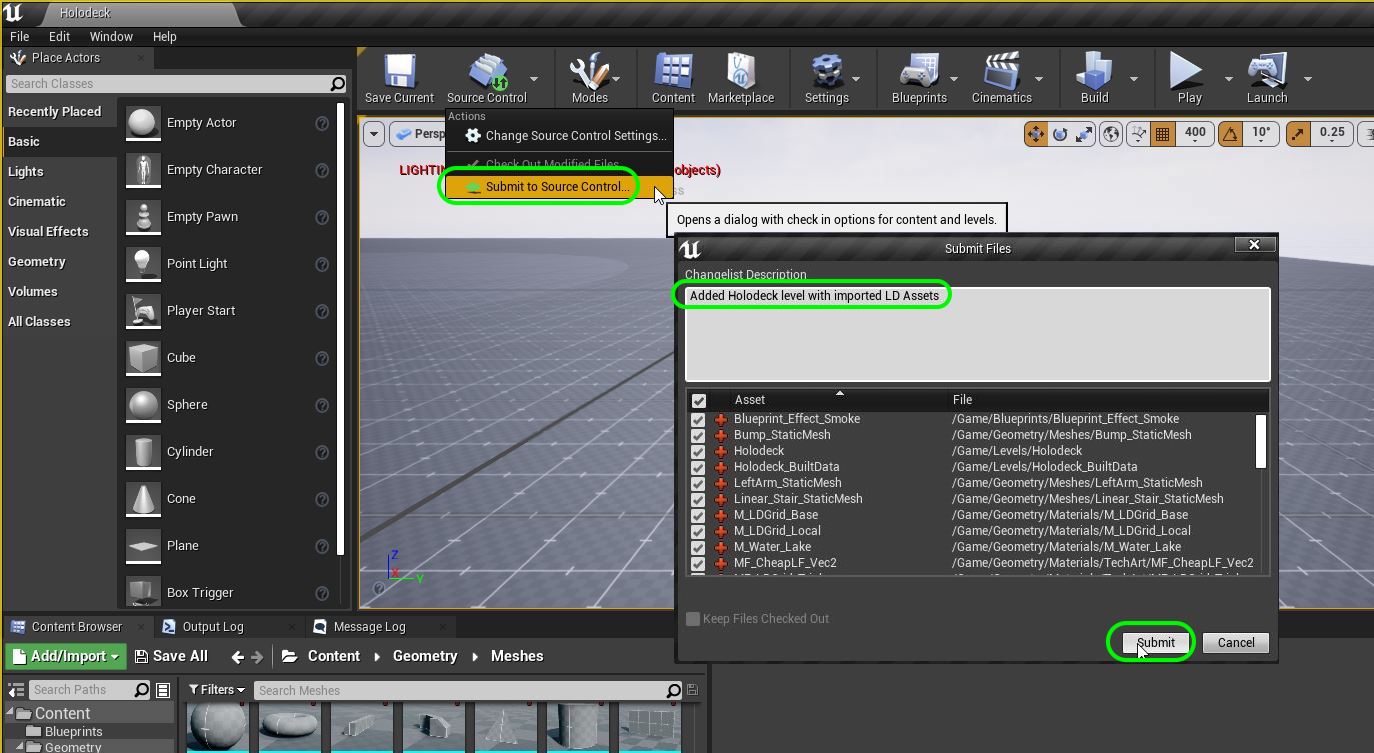 Holodeck
File Edit Window Help
Place Actors
Search Classes
Recently Placed
Basic
Lights
Cinematic
Visual Effects
Geometry
Volumes
All Classes
Empty Actor
Empty Character
Empty Pawn
Point Light
Player Start
Cube
Sphere
Cylinder
Cone
Plane
Box Trigger
Save Current Source Control Modes Content Marketplace Settings Blueprints Cinematics Build Play Launch
Persp
400 10° 0.25
Actions
Change Source Control Settings...
Check Out Modified Files
Submit to Source Control...
objects)
Opens a dialog with check in options for content and levels.
Submit Files
Changelist Description
Added Holodeck level with imported LD Assets
Asset File
Blueprint_Effect_Smoke /Game/Blueprints/Blueprint_Effect_Smoke
Bump_StaticMesh /Game/Geometry/Meshes/Bump_StaticMesh
Holodeck /Game/Levels/Holodeck
Holodeck_BuiltData /Game/Levels/Holodeck_BuiltData
LeftArm_StaticMesh /Game/Geometry/Meshes/LeftArm_StaticMesh
Linear_Stair_StaticMesh /Game/Geometry/Meshes/Linear_Stair_StaticMesh
M_LDGrid_Base /Game/Geometry/Materials/M_LDGrid_Base
M_LDGrid_Local /Game/Geometry/Materials/M_LDGrid_Local
M_Water_Lake /Game/Geometry/Materials/M_Water_Lake
MF_CheapLF_Vec2 /Game/Geometry/Materials/TechArt/MF_CheapLF_Vec2
Keep Files Checked Out
Submit Cancel
Z
X
Y
Content Browser Output Log Message Log
Add/Import Save All Content Geometry Meshes
Search Paths Filters Search Meshes
Content
Blueprints
Geometry